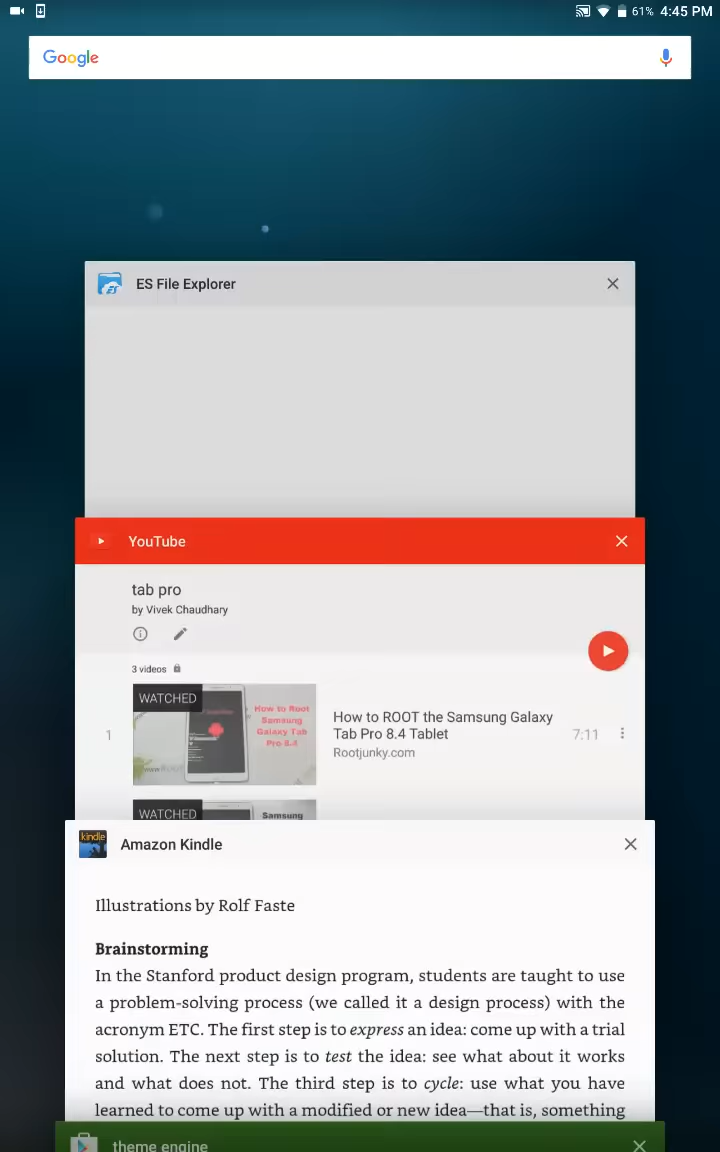 61% 4:45 PM
Google
ES File Explorer
YouTube
tab pro
by Vivek Chaudhary
3 videos
WATCHED
How to Root
Samsung
Galaxy Tab
Pro 8.4
1
How to ROOT the Samsung Galaxy
Tab Pro 8.4 Tablet
7:11
Rootjunky.com
WATCHED
Samsung
kindle
Amazon Kindle
Illustrations by Rolf Faste
Brainstorming
In the Stanford product design program, students are taught to use
a problem-solving process (we called it a design process) with the
acronym ETC. The first step is to express an idea: come up with a trial
solution. The next step is to test the idea: see what about it works
and what does not. The third step is to cycle: use what you have
learned to come up with a modified or new idea—that is, something
theme engine